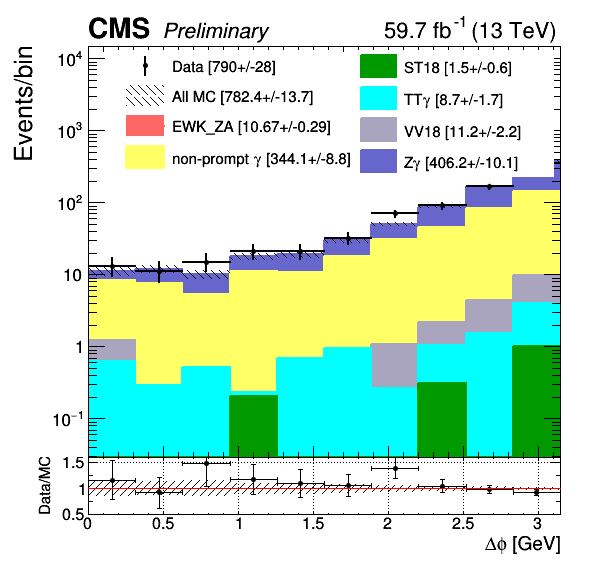 CMS Preliminary 59.7 fb⁻¹ (13 TeV)
Events/bin
10⁴
10³
10²
10
1
10⁻¹
Data [790+/-28]
All MC [782.4+/-13.7]
EWK_ZA [10.67+/-0.29]
non-prompt γ [344.1+/-8.8]
ST18 [1.5+/-0.6]
TTγ [8.7+/-1.7]
VV18 [11.2+/-2.2]
Zγ [406.2+/-10.1]
Data/MC
1.5
1
0.5
0 0.5 1 1.5 2 2.5 3
Δϕ [GeV]